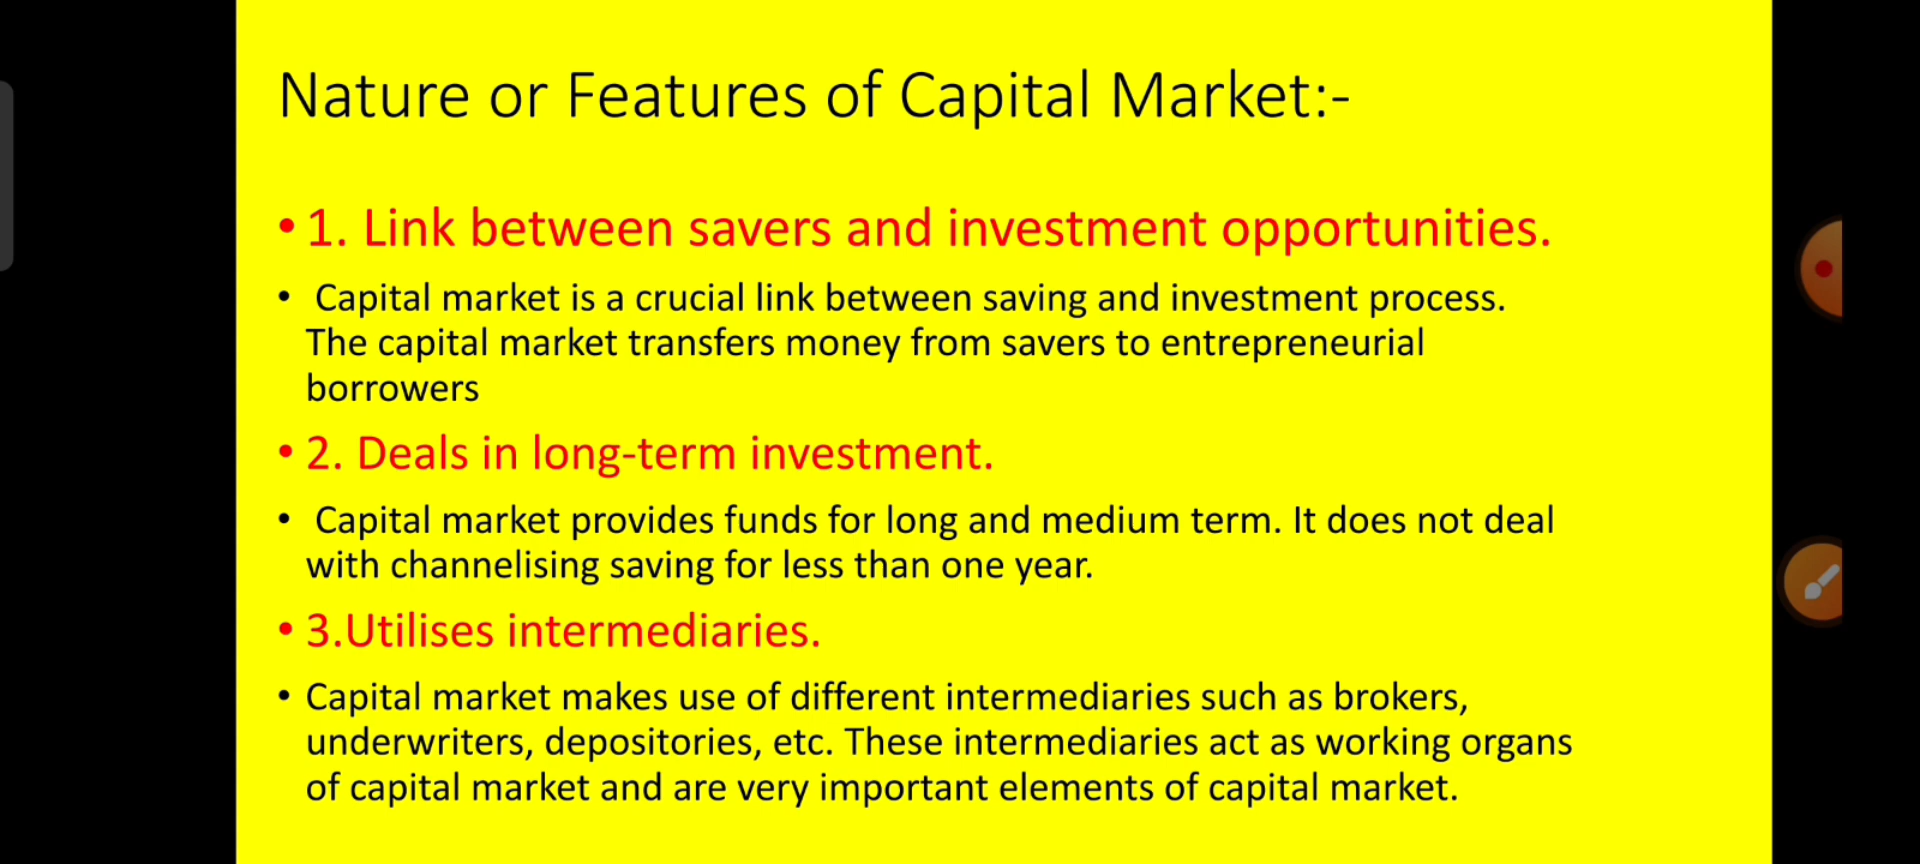 Nature or Features of Capital Market:-
• 1. Link between savers and investment opportunities.
• Capital market is a crucial link between saving and investment process.
The capital market transfers money from savers to entrepreneurial
borrowers
• 2. Deals in long-term investment.
• Capital market provides funds for long and medium term. It does not deal
with channelising saving for less than one year.
• 3.Utilises intermediaries.
• Capital market makes use of different intermediaries such as brokers,
underwriters, depositories, etc. These intermediaries act as working organs
of capital market and are very important elements of capital market.